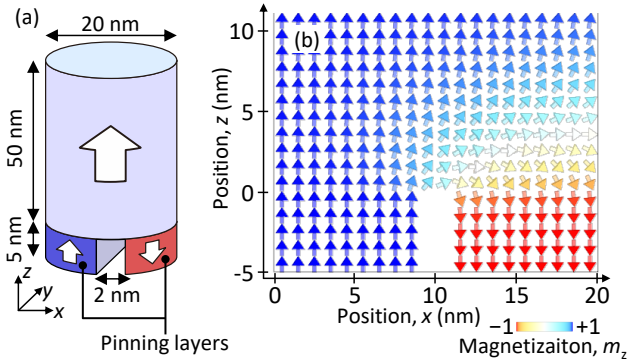 (a)
20 nm
50 nm
5 nm
2 nm
z
y
x
Pinning layers
(b)
Position, z (nm)
10
5
0
-5
0 5 10 15 20
Position, x (nm)
−1 +1
Magnetizaiton, mz